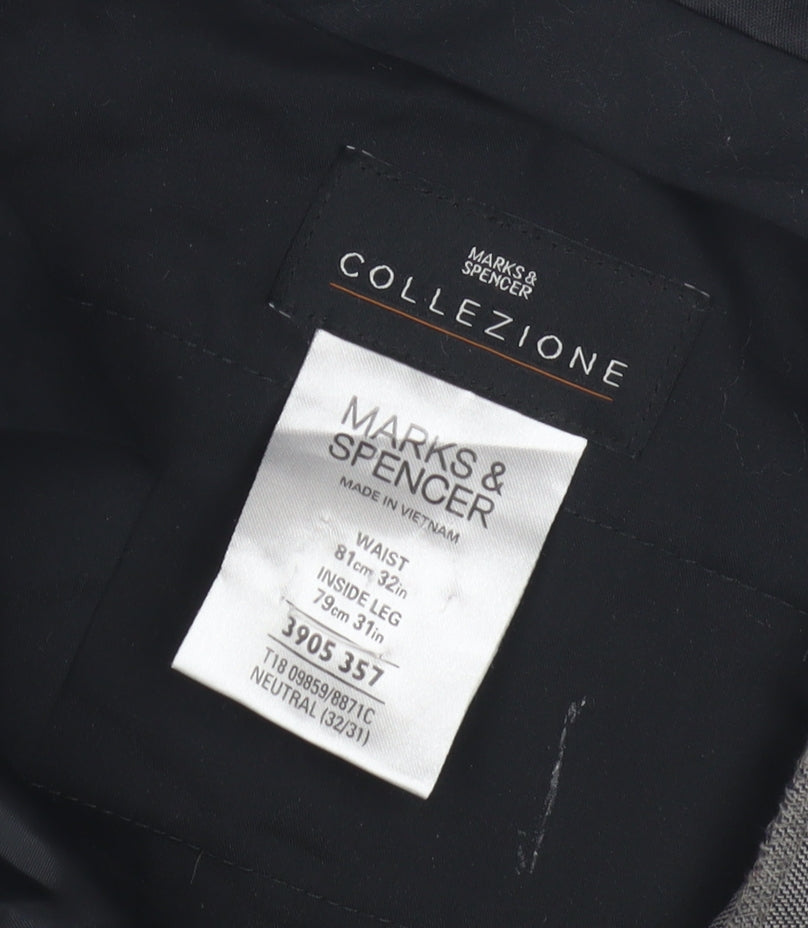 MARKS &
SPENCER
COLLEZIONE
MARKS &
SPENCER
MADE IN VIETNAM
WAIST
81cm 32in
INSIDE LEG
79cm 31in
3905 357
T18 09859/8871C
NEUTRAL (32/31)